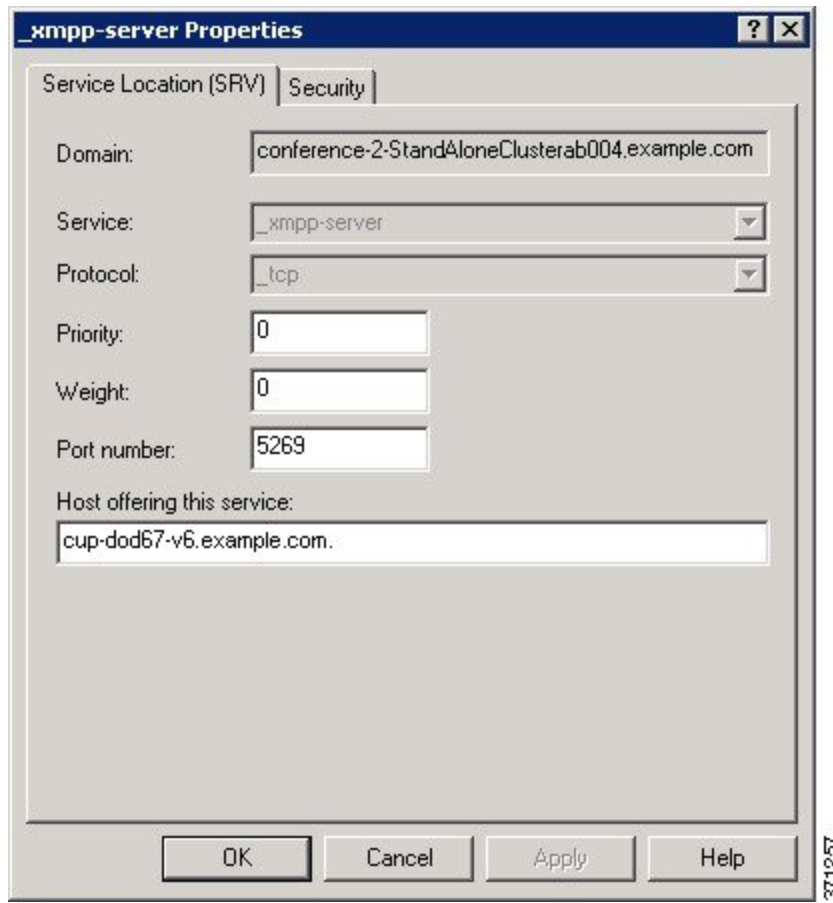 _xmpp-server Properties
Service Location (SRV) Security
Domain: conference-2-StandAloneClusterab004.example.com
Service: _xmpp-server
Protocol: _tcp
Priority: 0
Weight: 0
Port number: 5269
Host offering this service:
cup-dod67-v6.example.com.
OK Cancel Apply Help
371257